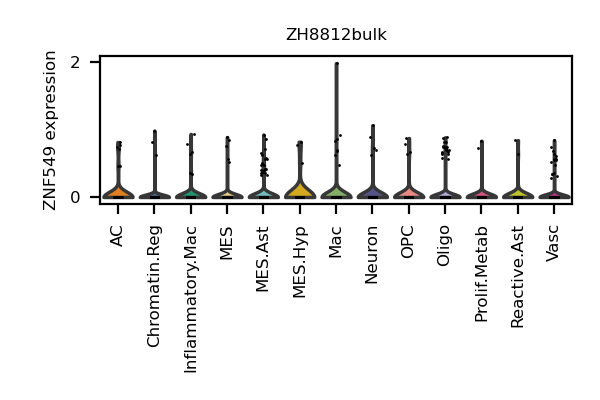 ZH8812bulk
ZNF549 expression
2
0
AC
Chromatin.Reg
Inflammatory.Mac
MES
MES.Ast
MES.Hyp
Mac
Neuron
OPC
Oligo
Prolif.Metab
Reactive.Ast
Vasc